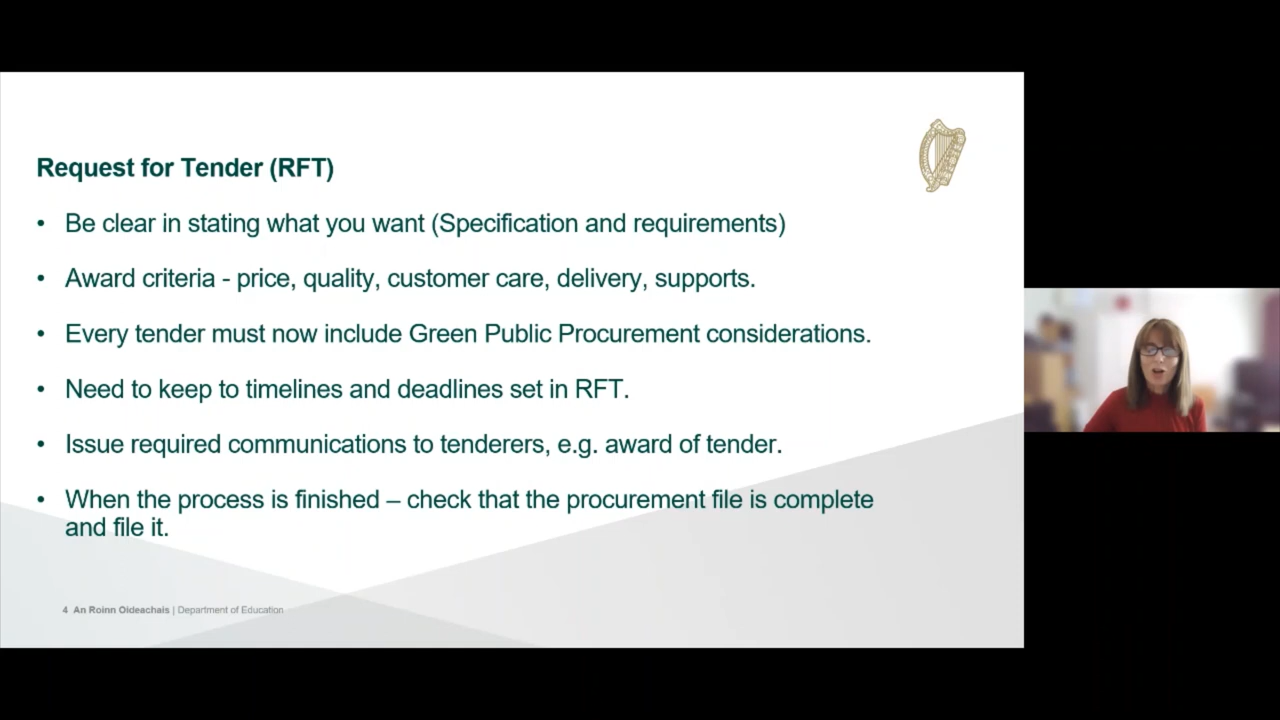 Request for Tender (RFT)
• Be clear in stating what you want (Specification and requirements)
• Award criteria - price, quality, customer care, delivery, supports.
• Every tender must now include Green Public Procurement considerations.
• Need to keep to timelines and deadlines set in RFT.
• Issue required communications to tenderers, e.g. award of tender.
• When the process is finished – check that the procurement file is complete
and file it.
4 An Roinn Oideachais | Department of Education